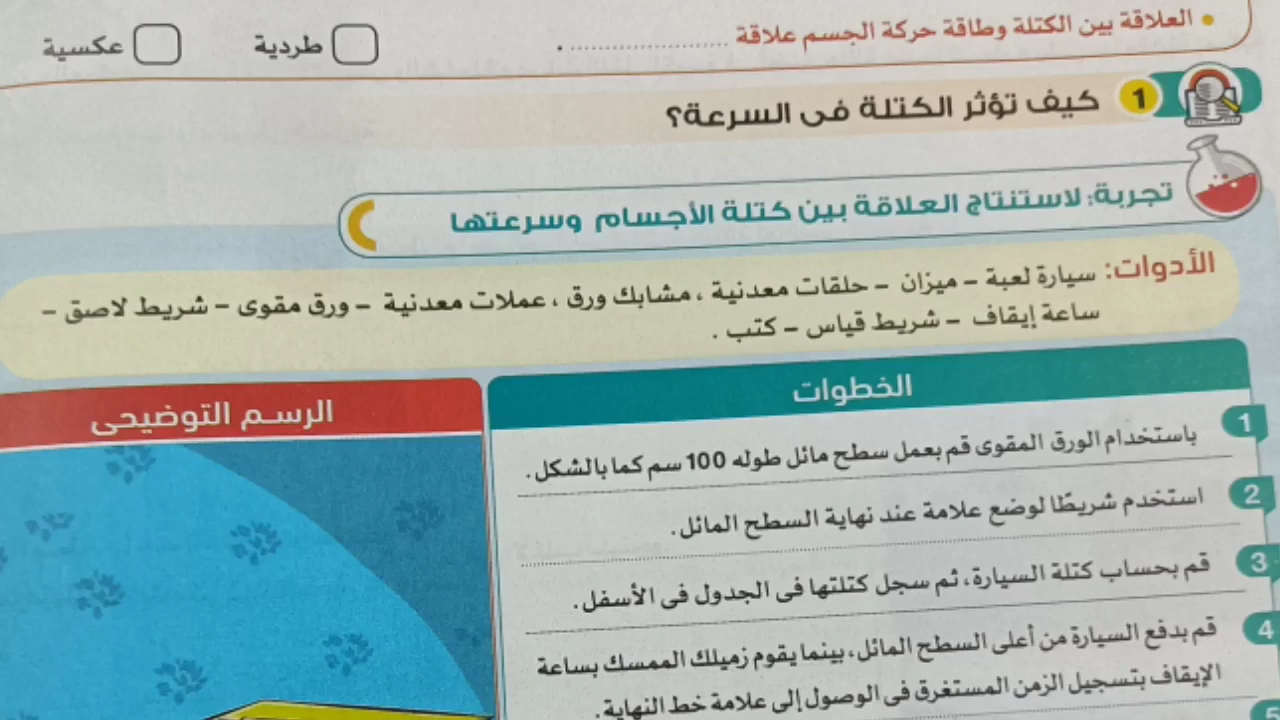 • العلاقة بين الكتلة وطاقة حركة الجسم علاقة .................... .
طردية
عكسية
1 كيف تؤثر الكتلة فى السرعة؟
تجربة: لاستنتاج العلاقة بين كتلة الأجسام وسرعتها
الأدوات: سيارة لعبة - ميزان - حلقات معدنية ، مشابك ورق ، عملات معدنية - ورق مقوى - شريط لاصق -
ساعة إيقاف - شريط قياس - كتب .
الخطوات
1 باستخدام الورق المقوى قم بعمل سطح مائل طوله 100 سم كما بالشكل .
2 استخدم شريطًا لوضع علامة عند نهاية السطح المائل .
3 قم بحساب كتلة السيارة ، ثم سجل كتلتها فى الجدول فى الأسفل .
4 قم بدفع السيارة من أعلى السطح المائل ، بينما يقوم زميلك الممسك بساعة
الإيقاف بتسجيل الزمن المستغرق فى الوصول إلى علامة خط النهاية .
5
الرسم التوضيحى